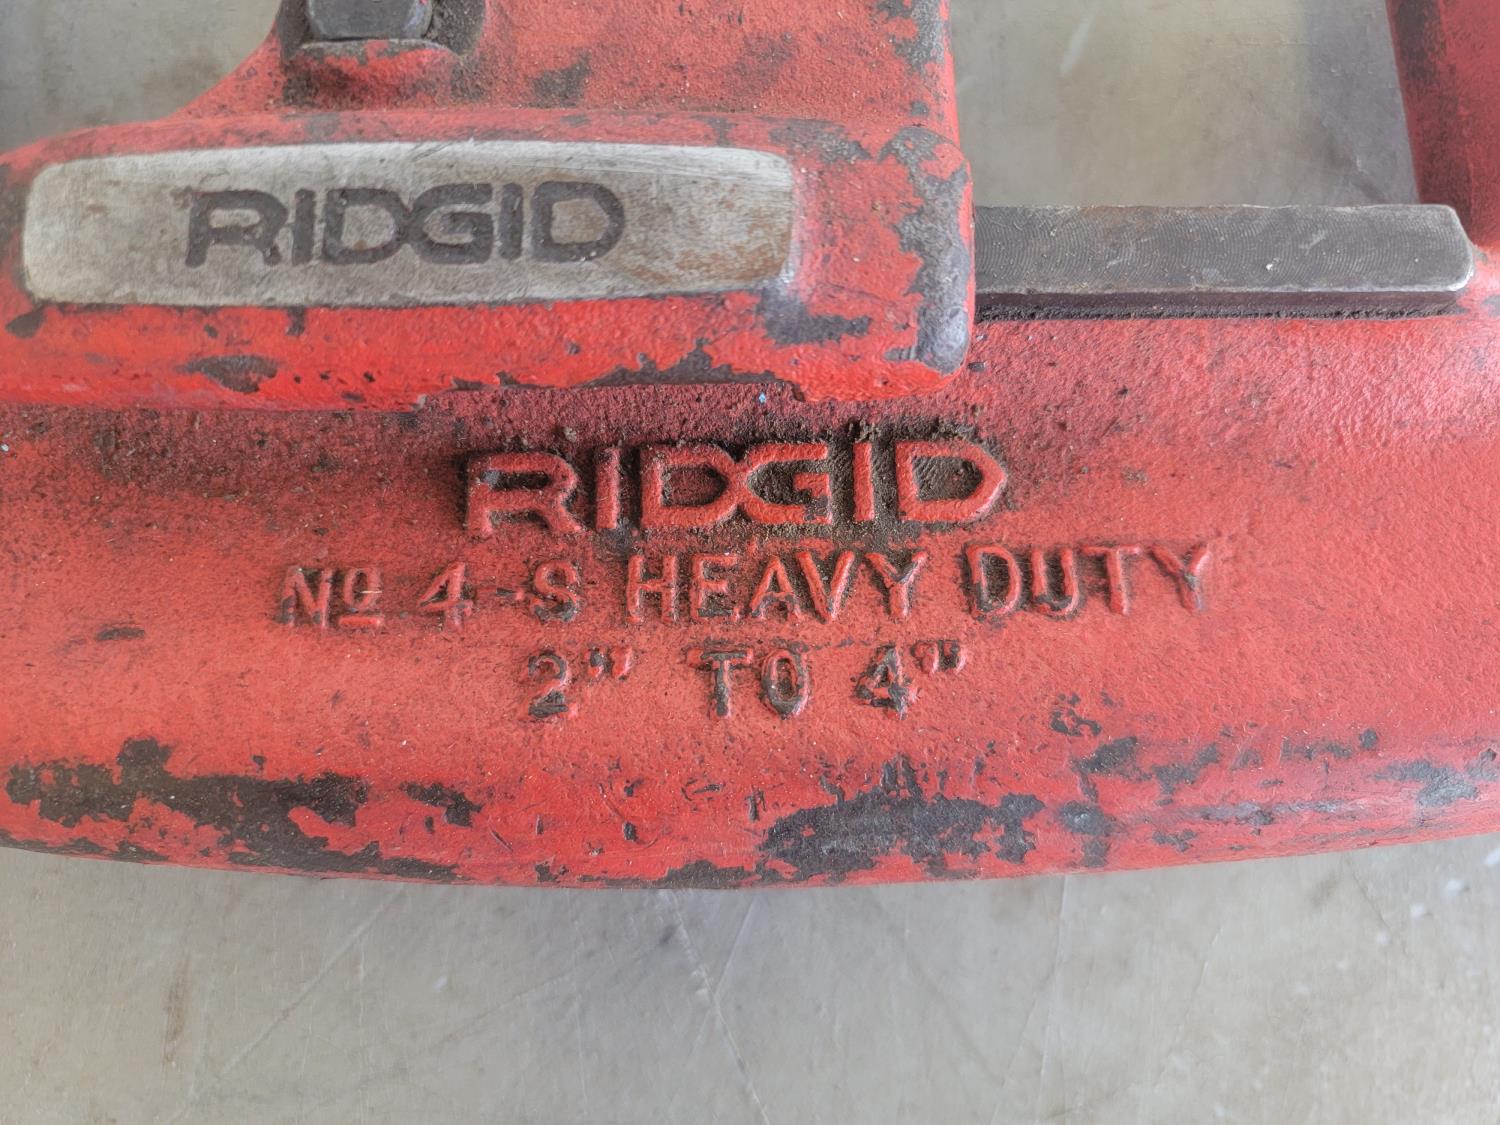 RIDGID
RIDGID
Nº 4-S HEAVY DUTY
2" TO 4"